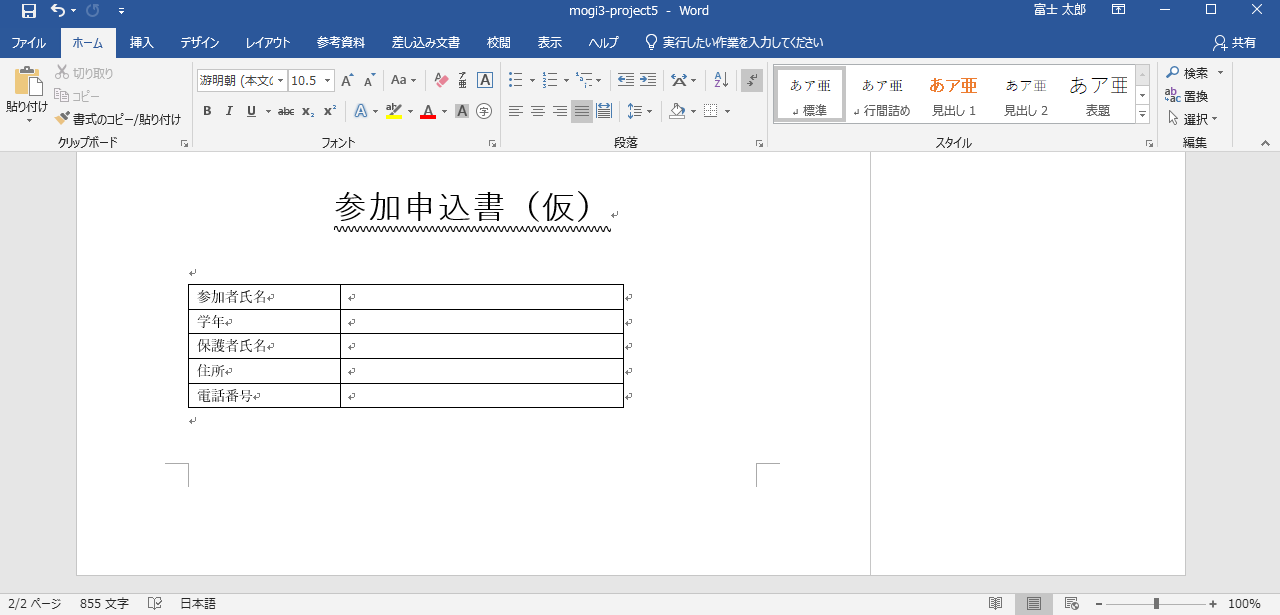 mogi3-project5 - Word
富士 太郎
ファイル ホーム 挿入 デザイン レイアウト 参考資料 差し込み文書 校閲 表示 ヘルプ 実行したい作業を入力してください 共有
貼り付け
切り取り
コピー
書式のコピー/貼り付け
クリップボード
游明朝 (本文の 10.5
フォント
段落
あア亜 あア亜 あア亜 あア亜 あア亜
標準 行間詰め 見出し 1 見出し 2 表題
スタイル
検索
置換
選択
編集
参加申込書（仮）
参加者氏名
学年
保護者氏名
住所
電話番号
2/2 ページ 855 文字 日本語 100%